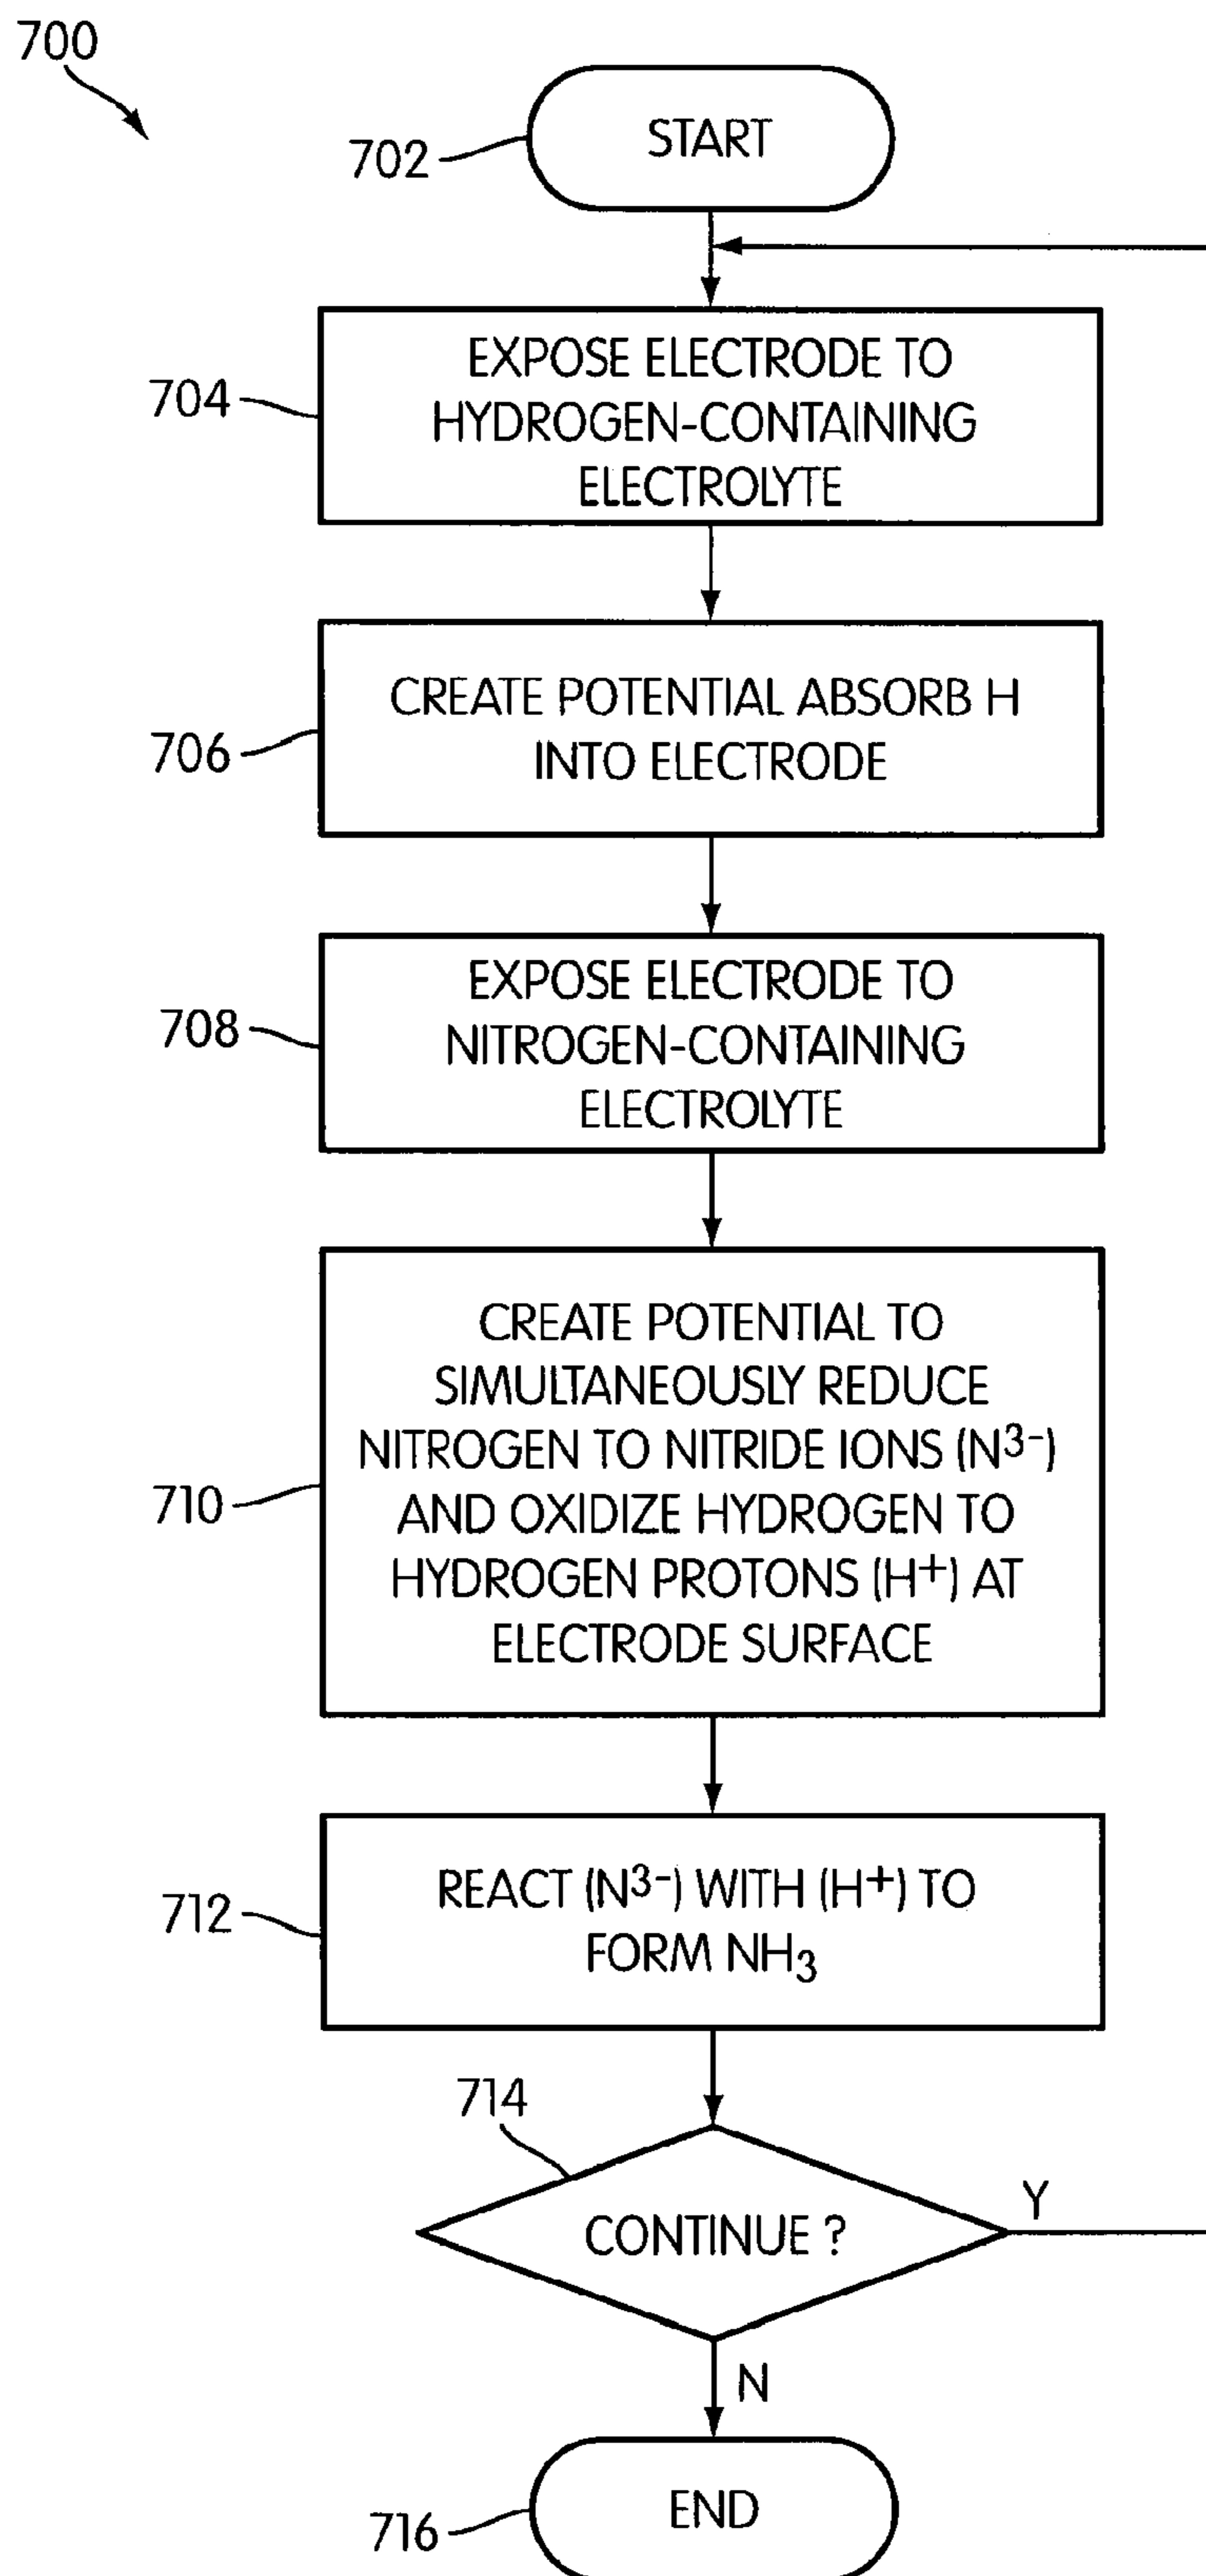 700
702
START
704
EXPOSE ELECTRODE TO
HYDROGEN-CONTAINING
ELECTROLYTE
706
CREATE POTENTIAL ABSORB H
INTO ELECTRODE
708
EXPOSE ELECTRODE TO
NITROGEN-CONTAINING
ELECTROLYTE
710
CREATE POTENTIAL TO
SIMULTANEOUSLY REDUCE
NITROGEN TO NITRIDE IONS (N³⁻)
AND OXIDIZE HYDROGEN TO
HYDROGEN PROTONS (H⁺) AT
ELECTRODE SURFACE
712
REACT (N³⁻) WITH (H⁺) TO
FORM NH₃
714
CONTINUE ?
Y
N
716
END